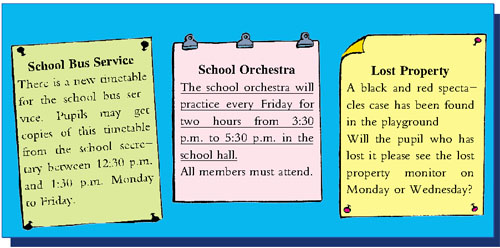 School Bus Service
There is a new timetable
for the school bus ser
vice. Pupils may get
copies of this timetable
from the school secre-
tary between 12:30 p.m.
and 1:30 p.m. Monday
to Friday.
School Orchestra
The school orchestra will
practice every Friday for
two hours from 3:30
p.m. to 5:30 p.m. in the
school hall.
All members must attend.
Lost Property
A black and red specta-
cles case has been found
in the playground
Will the pupil who has
lost it please see the lost
property monitor on
Monday or Wednesday?